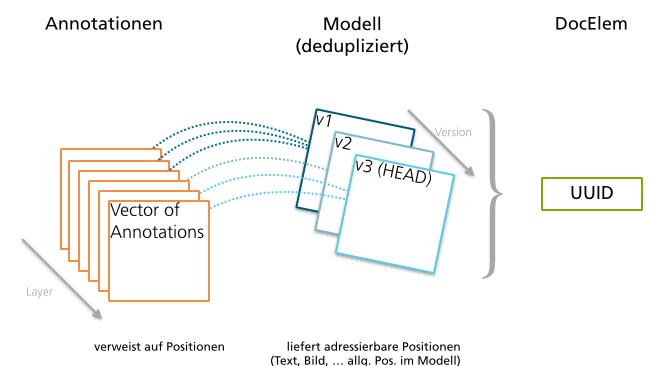 Annotationen
Modell
(dedupliziert)
DocElem
v1
Version
v2
v3 (HEAD)
UUID
Vector of
Annotations
Layer
verweist auf Positionen
liefert adressierbare Positionen
(Text, Bild, … allg. Pos. im Modell)